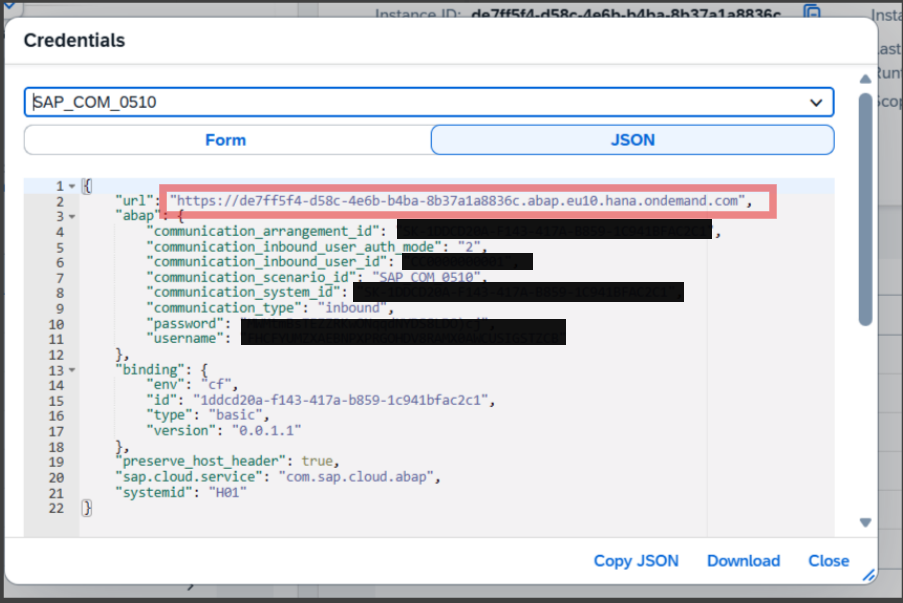 Instance ID: de7ff5f4-d58c-4e6b-b4ba-8b37a1a8836c
Credentials
SAP_COM_0510
Form JSON
1 {
2 "url": "https://de7ff5f4-d58c-4e6b-b4ba-8b37a1a8836c.abap.eu10.hana.ondemand.com",
3 "abap": {
4 "communication_arrangement_id":
5 "communication_inbound_user_auth_mode": "2",
6 "communication_inbound_user_id":
7 "communication_scenario_id": "SAP_COM_0510",
8 "communication_system_id":
9 "communication_type": "inbound",
10 "password":
11 "username":
12 },
13 "binding": {
14 "env": "cf",
15 "id": "1ddcd20a-f143-417a-b859-1c941bfac2c1",
16 "type": "basic",
17 "version": "0.0.1.1"
18 },
19 "preserve_host_header": true,
20 "sap.cloud.service": "com.sap.cloud.abap",
21 "systemid": "H01"
22 }
Copy JSON Download Close